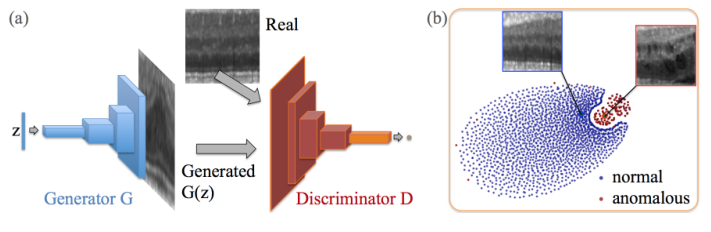 (a)
Real
z
Generated
G(z)
Generator G
Discriminator D
(b)
normal
anomalous